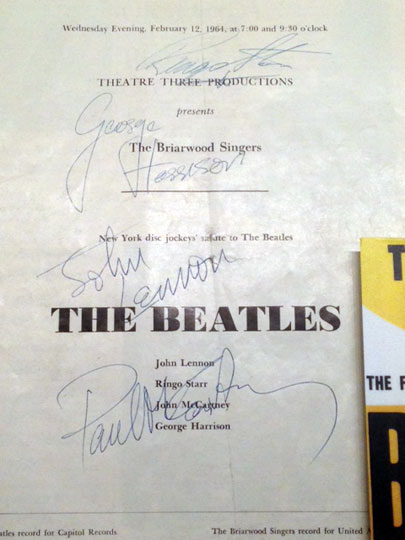 Wednesday Evening, February 12, 1964, at 7:00 and 9:30 o'clock
Ringo Starr
THEATRE THREE PRODUCTIONS
presents
George
The Briarwood Singers
Harrison
New York disc jockeys' salute to The Beatles
John
Lennon
THE BEATLES
John Lennon
Ringo Starr
John McCartney
George Harrison
Paul McCartney
THE F
B
atles record for Capitol Records.
The Briarwood Singers record for United A